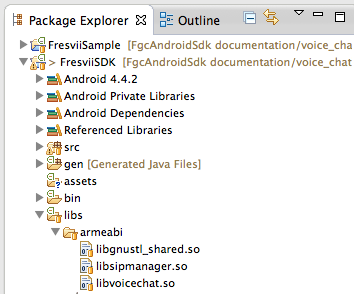 Package Explorer Outline
FresviiSample [FgcAndroidSdk documentation/voice_chat
> FresviiSDK [FgcAndroidSdk documentation/voice_chat
Android 4.4.2
Android Private Libraries
Android Dependencies
Referenced Libraries
src
gen [Generated Java Files]
assets
bin
libs
armeabi
libgnustl_shared.so
libsipmanager.so
libvoicechat.so